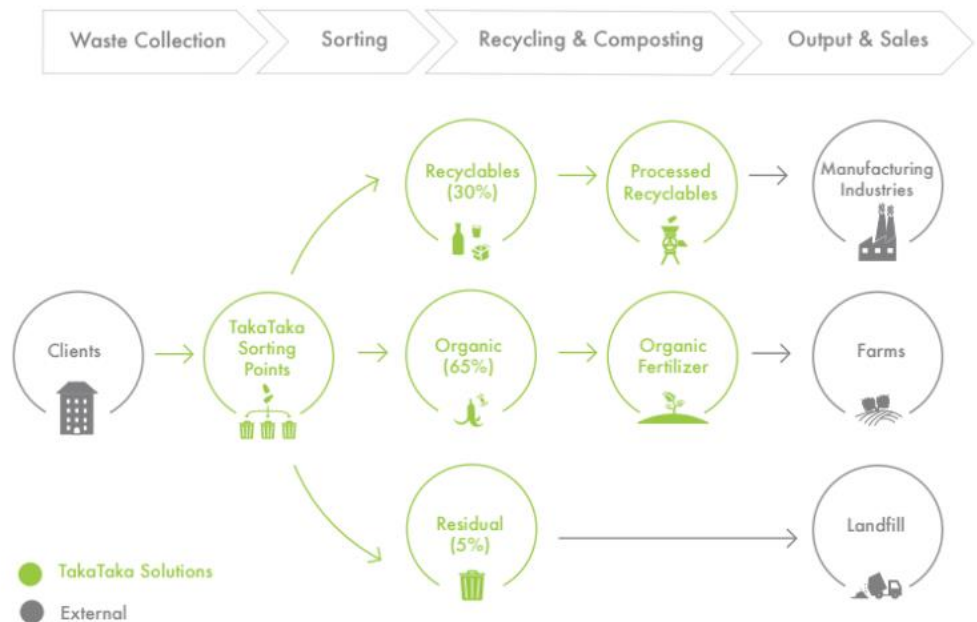 Waste Collection
Sorting
Recycling & Composting
Output & Sales
Recyclables
(30%)
Processed
Recyclables
Manufacturing
Industries
Clients
TakaTaka
Sorting
Points
Organic
(65%)
Organic
Fertilizer
Farms
Residual
(5%)
Landfill
TakaTaka Solutions
External